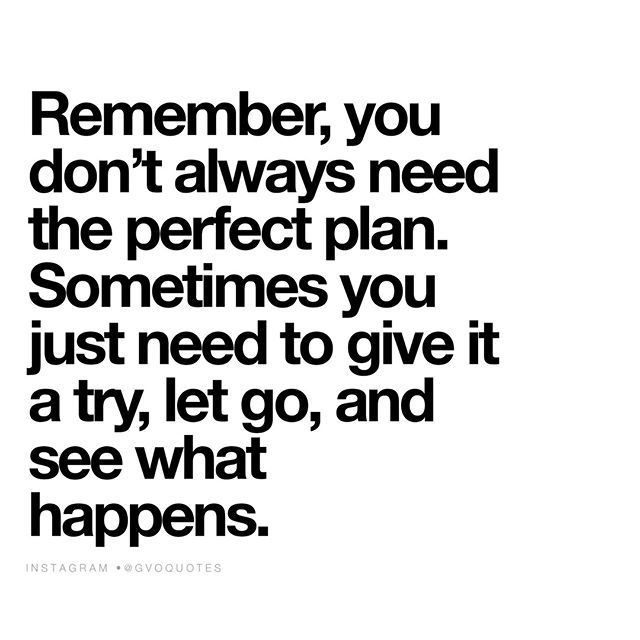 Remember, you
don’t always need
the perfect plan.
Sometimes you
just need to give it
a try, let go, and
see what
happens.
INSTAGRAM •@GVOQUOTES